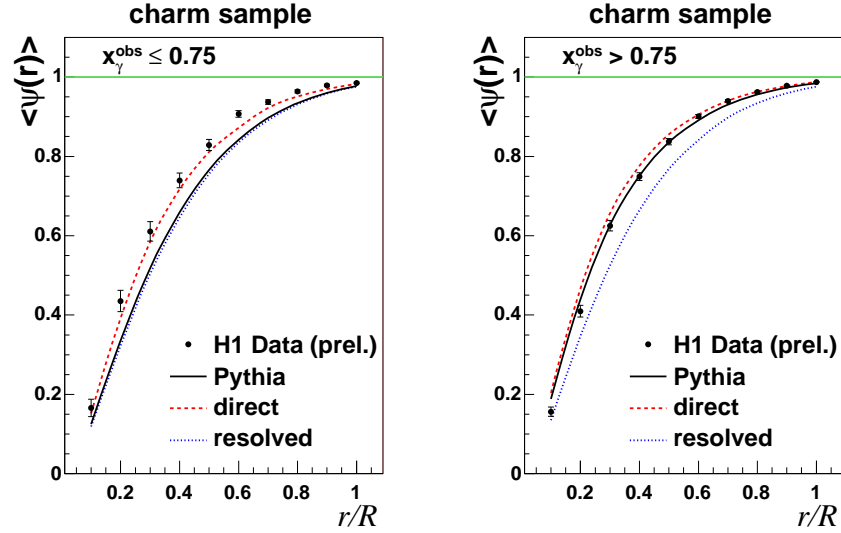 charm sample
x_γ^obs ≤ 0.75
<ψ(r)>
1
0.8
0.6
0.4
0.2
0
H1 Data (prel.)
Pythia
direct
resolved
0.2 0.4 0.6 0.8 1
r/R
charm sample
x_γ^obs > 0.75
<ψ(r)>
1
0.8
0.6
0.4
0.2
0
H1 Data (prel.)
Pythia
direct
resolved
0.2 0.4 0.6 0.8 1
r/R